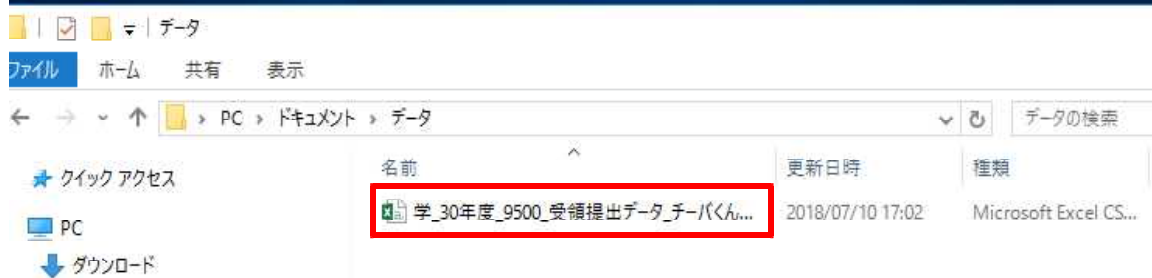 データ
ファイル ホーム 共有 表示
PC › ドキュメント › データ データの検索
クイック アクセス
PC
ダウンロード
名前 更新日時 種類
学_30年度_9500_受領提出データ_チーバくん... 2018/07/10 17:02 Microsoft Excel CS...